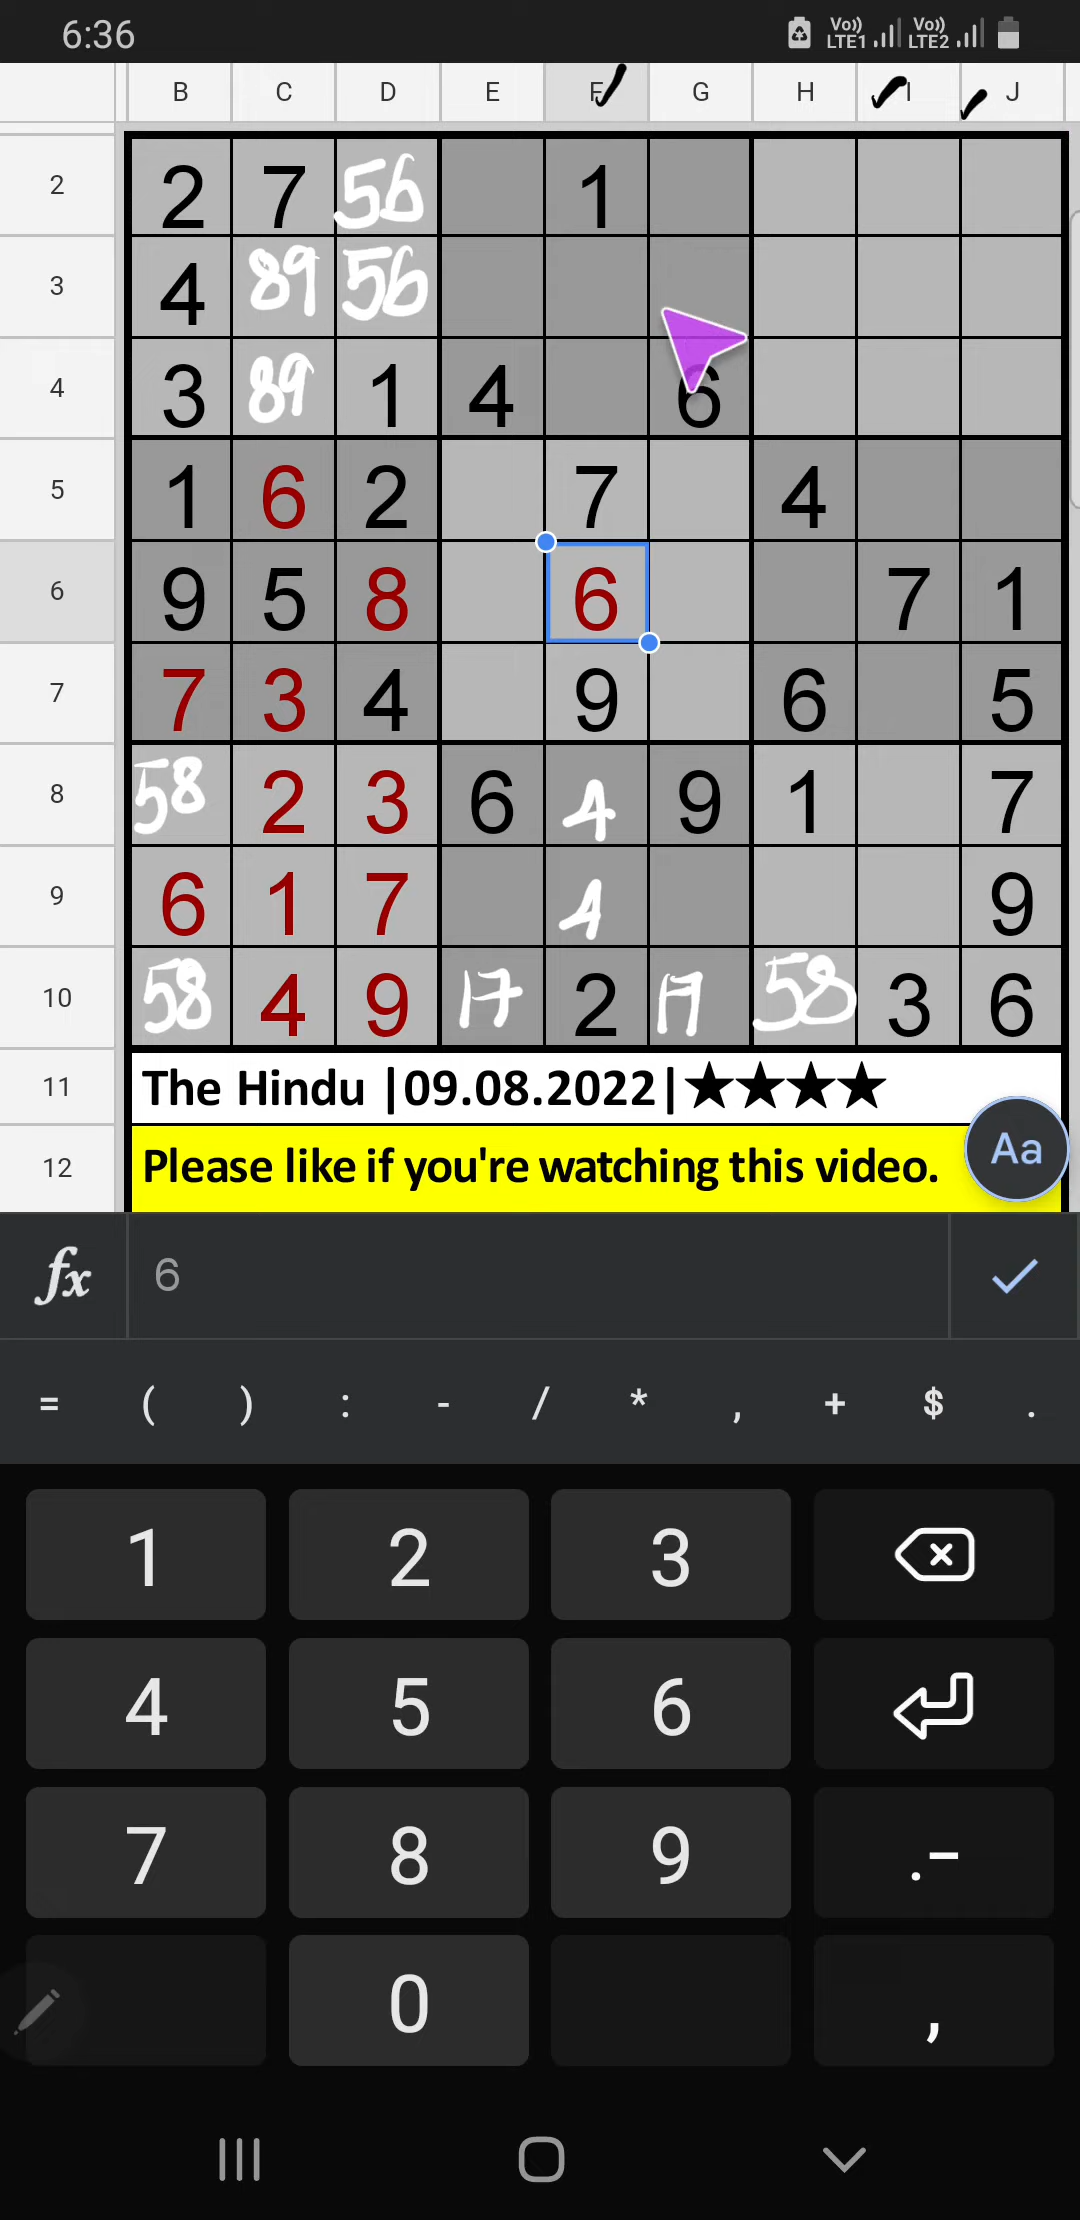 6:36
Vo)) LTE1 Vo)) LTE2
B C D E F G H I J
2 2 7 56 1
3 4 89 56
4 3 89 1 4 6
5 1 6 2 7 4
6 9 5 8 6 7 1
7 7 3 4 9 6 5
8 58 2 3 6 4 9 1 7
9 6 1 7 4 9
10 58 4 9 17 2 17 58 3 6
11 The Hindu |09.08.2022|★★★★
12 Please like if you're watching this video.
Aa
fx 6
= ( ) : - / * , + $ .
1 2 3
4 5 6
7 8 9 .-
0 ,